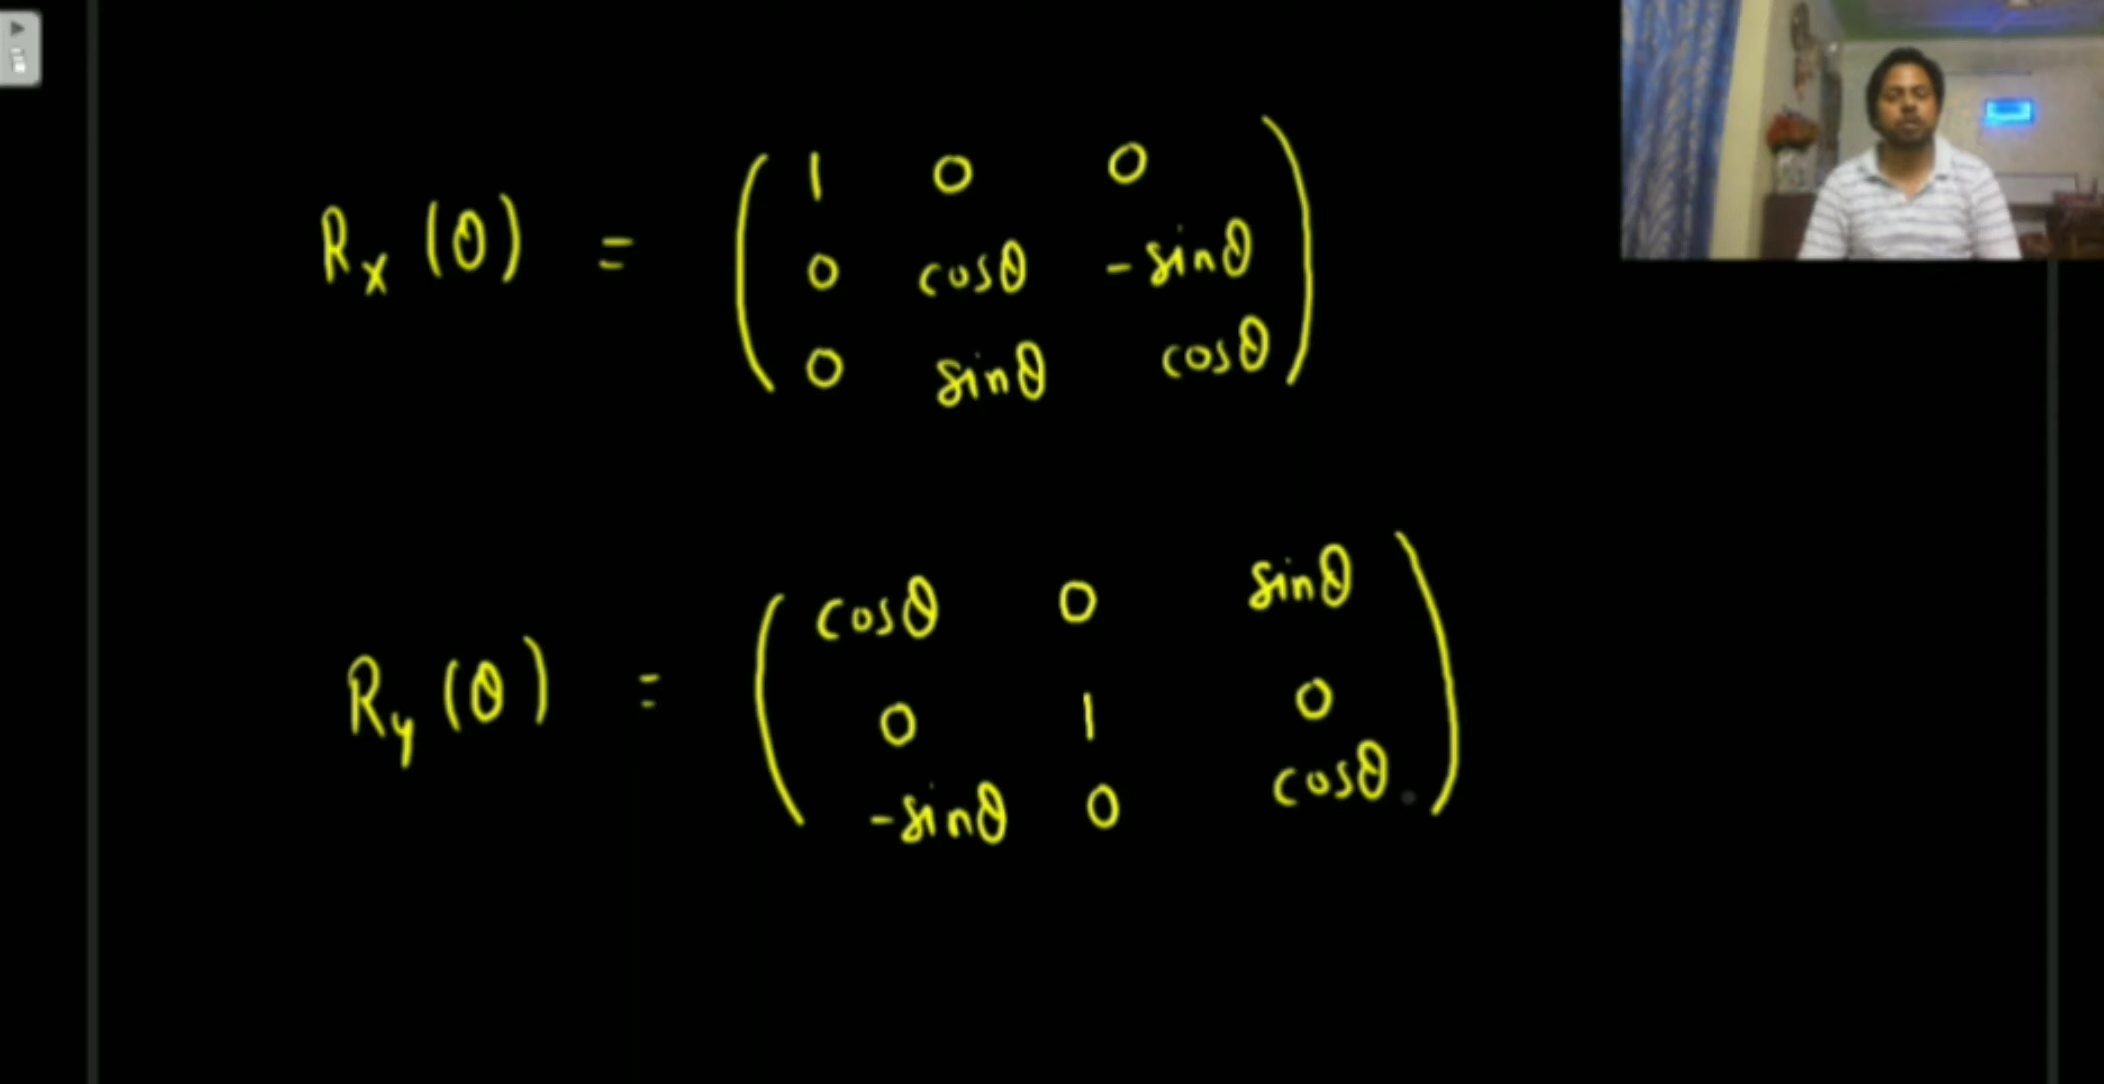 1 0 0
Rx (θ) = 0 cosθ - sinθ
0 sinθ cosθ
cosθ 0 sinθ
Ry (θ) = 0 1 0
-sinθ 0 cosθ